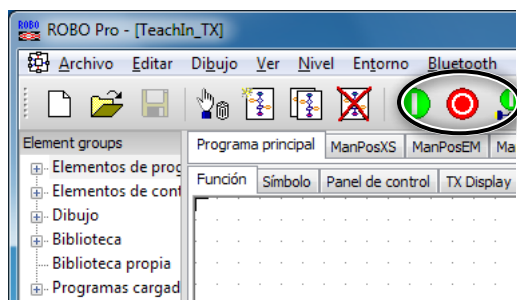 ROBO Pro - [TeachIn_TX]
Archivo Editar Dibujo Ver Nivel Entorno Bluetooth
Element groups
Programa principal ManPosXS ManPosEM Ma
Elementos de prog
Función Símbolo Panel de control TX Display
Elementos de cont
Dibujo
Biblioteca
Biblioteca propia
Programas cargad